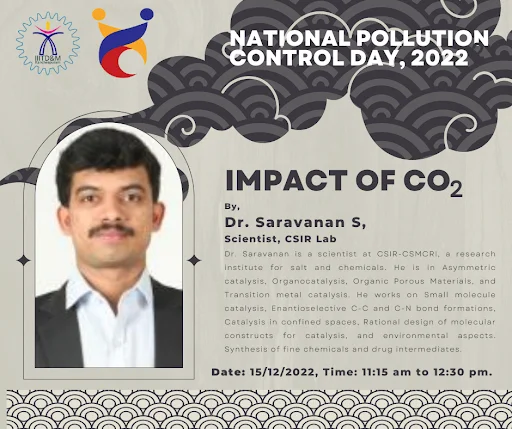 IIITD&M
NATIONAL POLLUTION
CONTROL DAY, 2022
IMPACT OF CO2
By,
Dr. Saravanan S,
Scientist, CSIR Lab
Dr. Saravanan is a scientist at CSIR-CSMCRI, a research
institute for salt and chemicals. He is in Asymmetric
catalysis, Organocatalysis, Organic Porous Materials, and
Transition metal catalysis. He works on Small molecule
catalysis, Enantioselective C-C and C-N bond formations,
Catalysis in confined spaces, Rational design of molecular
constructs for catalysis, and environmental aspects.
Synthesis of fine chemicals and drug intermediates.
Date: 15/12/2022, Time: 11:15 am to 12:30 pm.